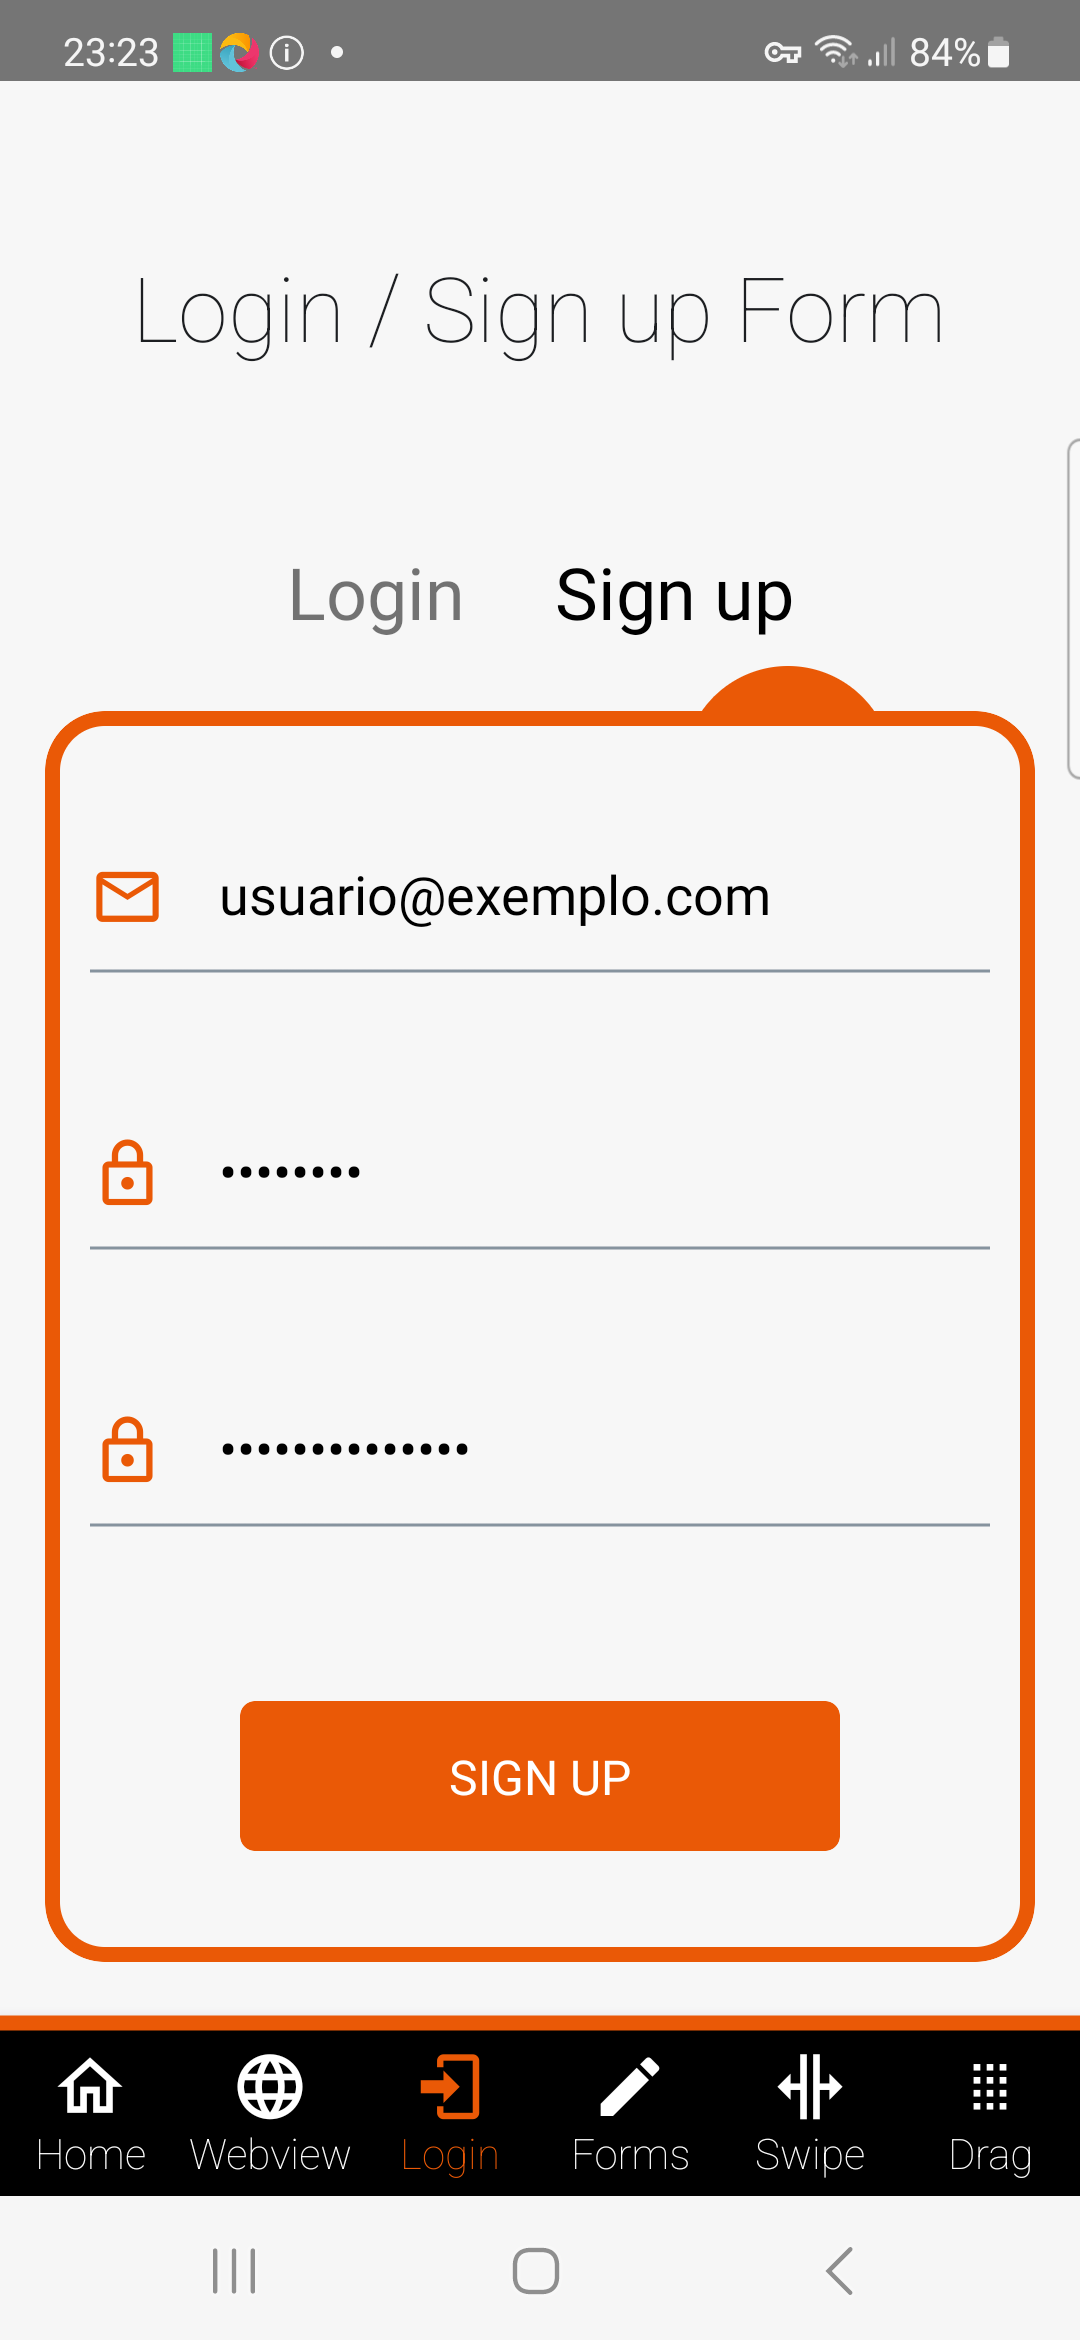 23:23 84%
Login / Sign up Form
Login Sign up
usuario@exemplo.com
••••••••
••••••••••••••
SIGN UP
Home Webview Login Forms Swipe Drag